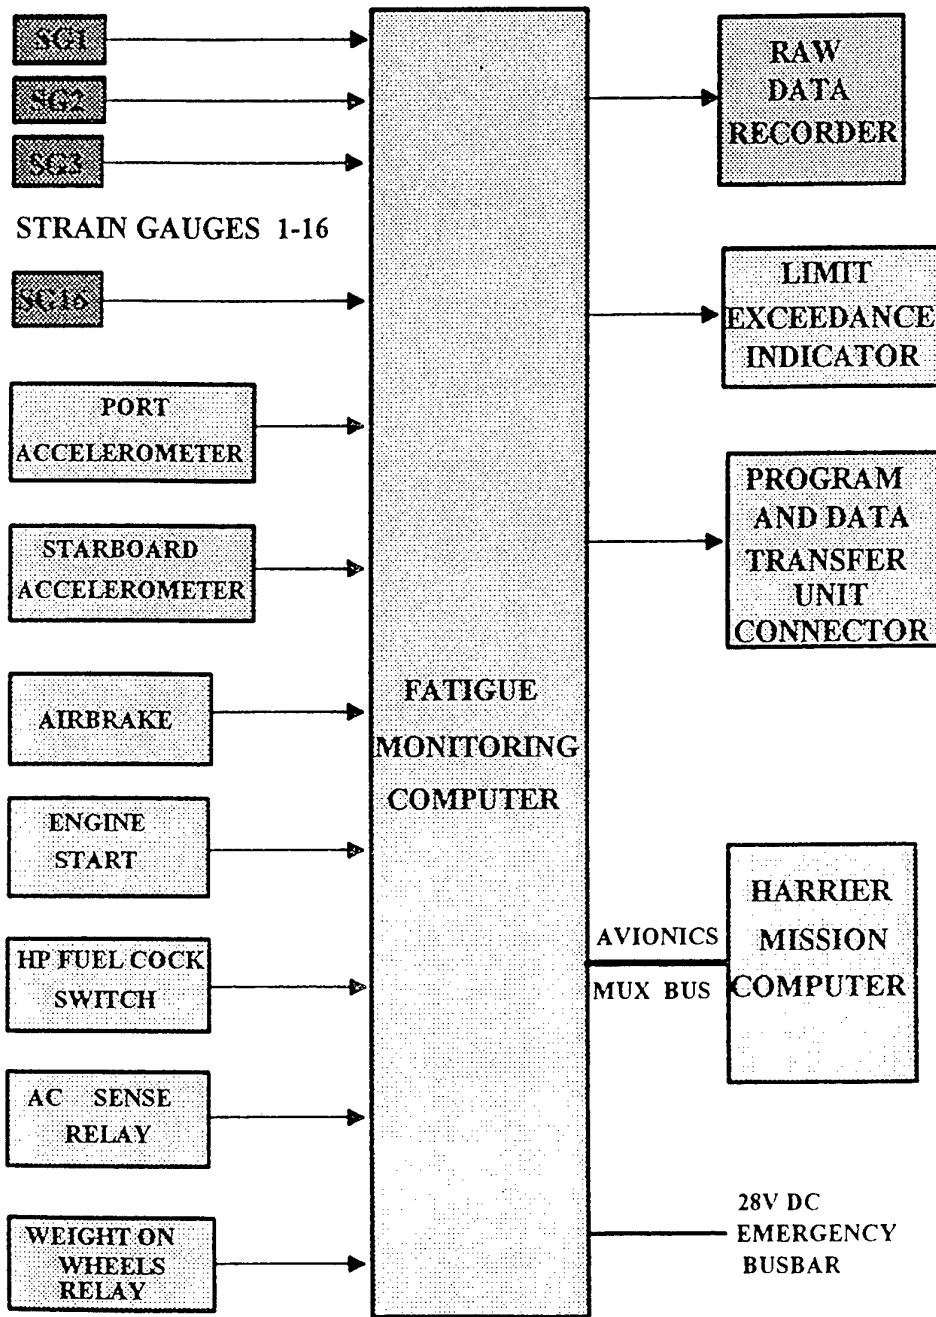 SG1
SG2
SG3
STRAIN GAUGES 1-16
SG16
PORT
ACCELEROMETER
STARBOARD
ACCELEROMETER
AIRBRAKE
ENGINE
START
HP FUEL COCK
SWITCH
AC SENSE
RELAY
WEIGHT ON
WHEELS
RELAY
FATIGUE
MONITORING
COMPUTER
RAW
DATA
RECORDER
LIMIT
EXCEEDANCE
INDICATOR
PROGRAM
AND DATA
TRANSFER
UNIT
CONNECTOR
AVIONICS
MUX BUS
HARRIER
MISSION
COMPUTER
28V DC
EMERGENCY
BUSBAR